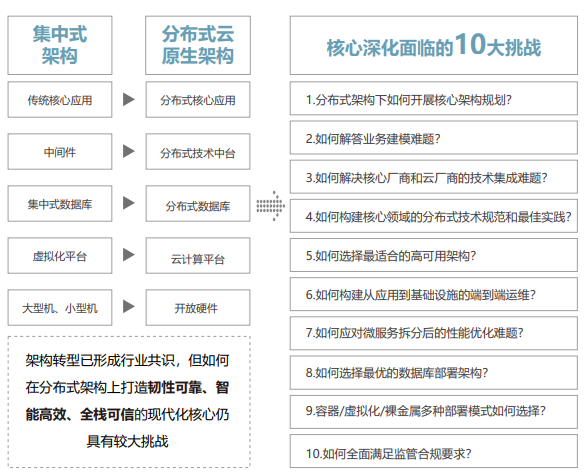 集中式
架构
分布式云
原生架构
传统核心应用
分布式核心应用
中间件
分布式技术中台
集中式数据库
分布式数据库
虚拟化平台
云计算平台
大型机、小型机
开放硬件
架构转型已形成行业共识，但如何
在分布式架构上打造韧性可靠、智
能高效、全栈可信的现代化核心仍
具有较大挑战
核心深化面临的10大挑战
1.分布式架构下如何开展核心架构规划?
2.如何解答业务建模难题?
3.如何解决核心厂商和云厂商的技术集成难题?
4.如何构建核心领域的分布式技术规范和最佳实践?
5.如何选择最适合的高可用架构?
6.如何构建从应用到基础设施的端到端运维?
7.如何应对微服务拆分后的性能优化难题?
8.如何选择最优的数据库部署架构?
9.容器/虚拟化/裸金属多种部署模式如何选择?
10.如何全面满足监管合规要求?